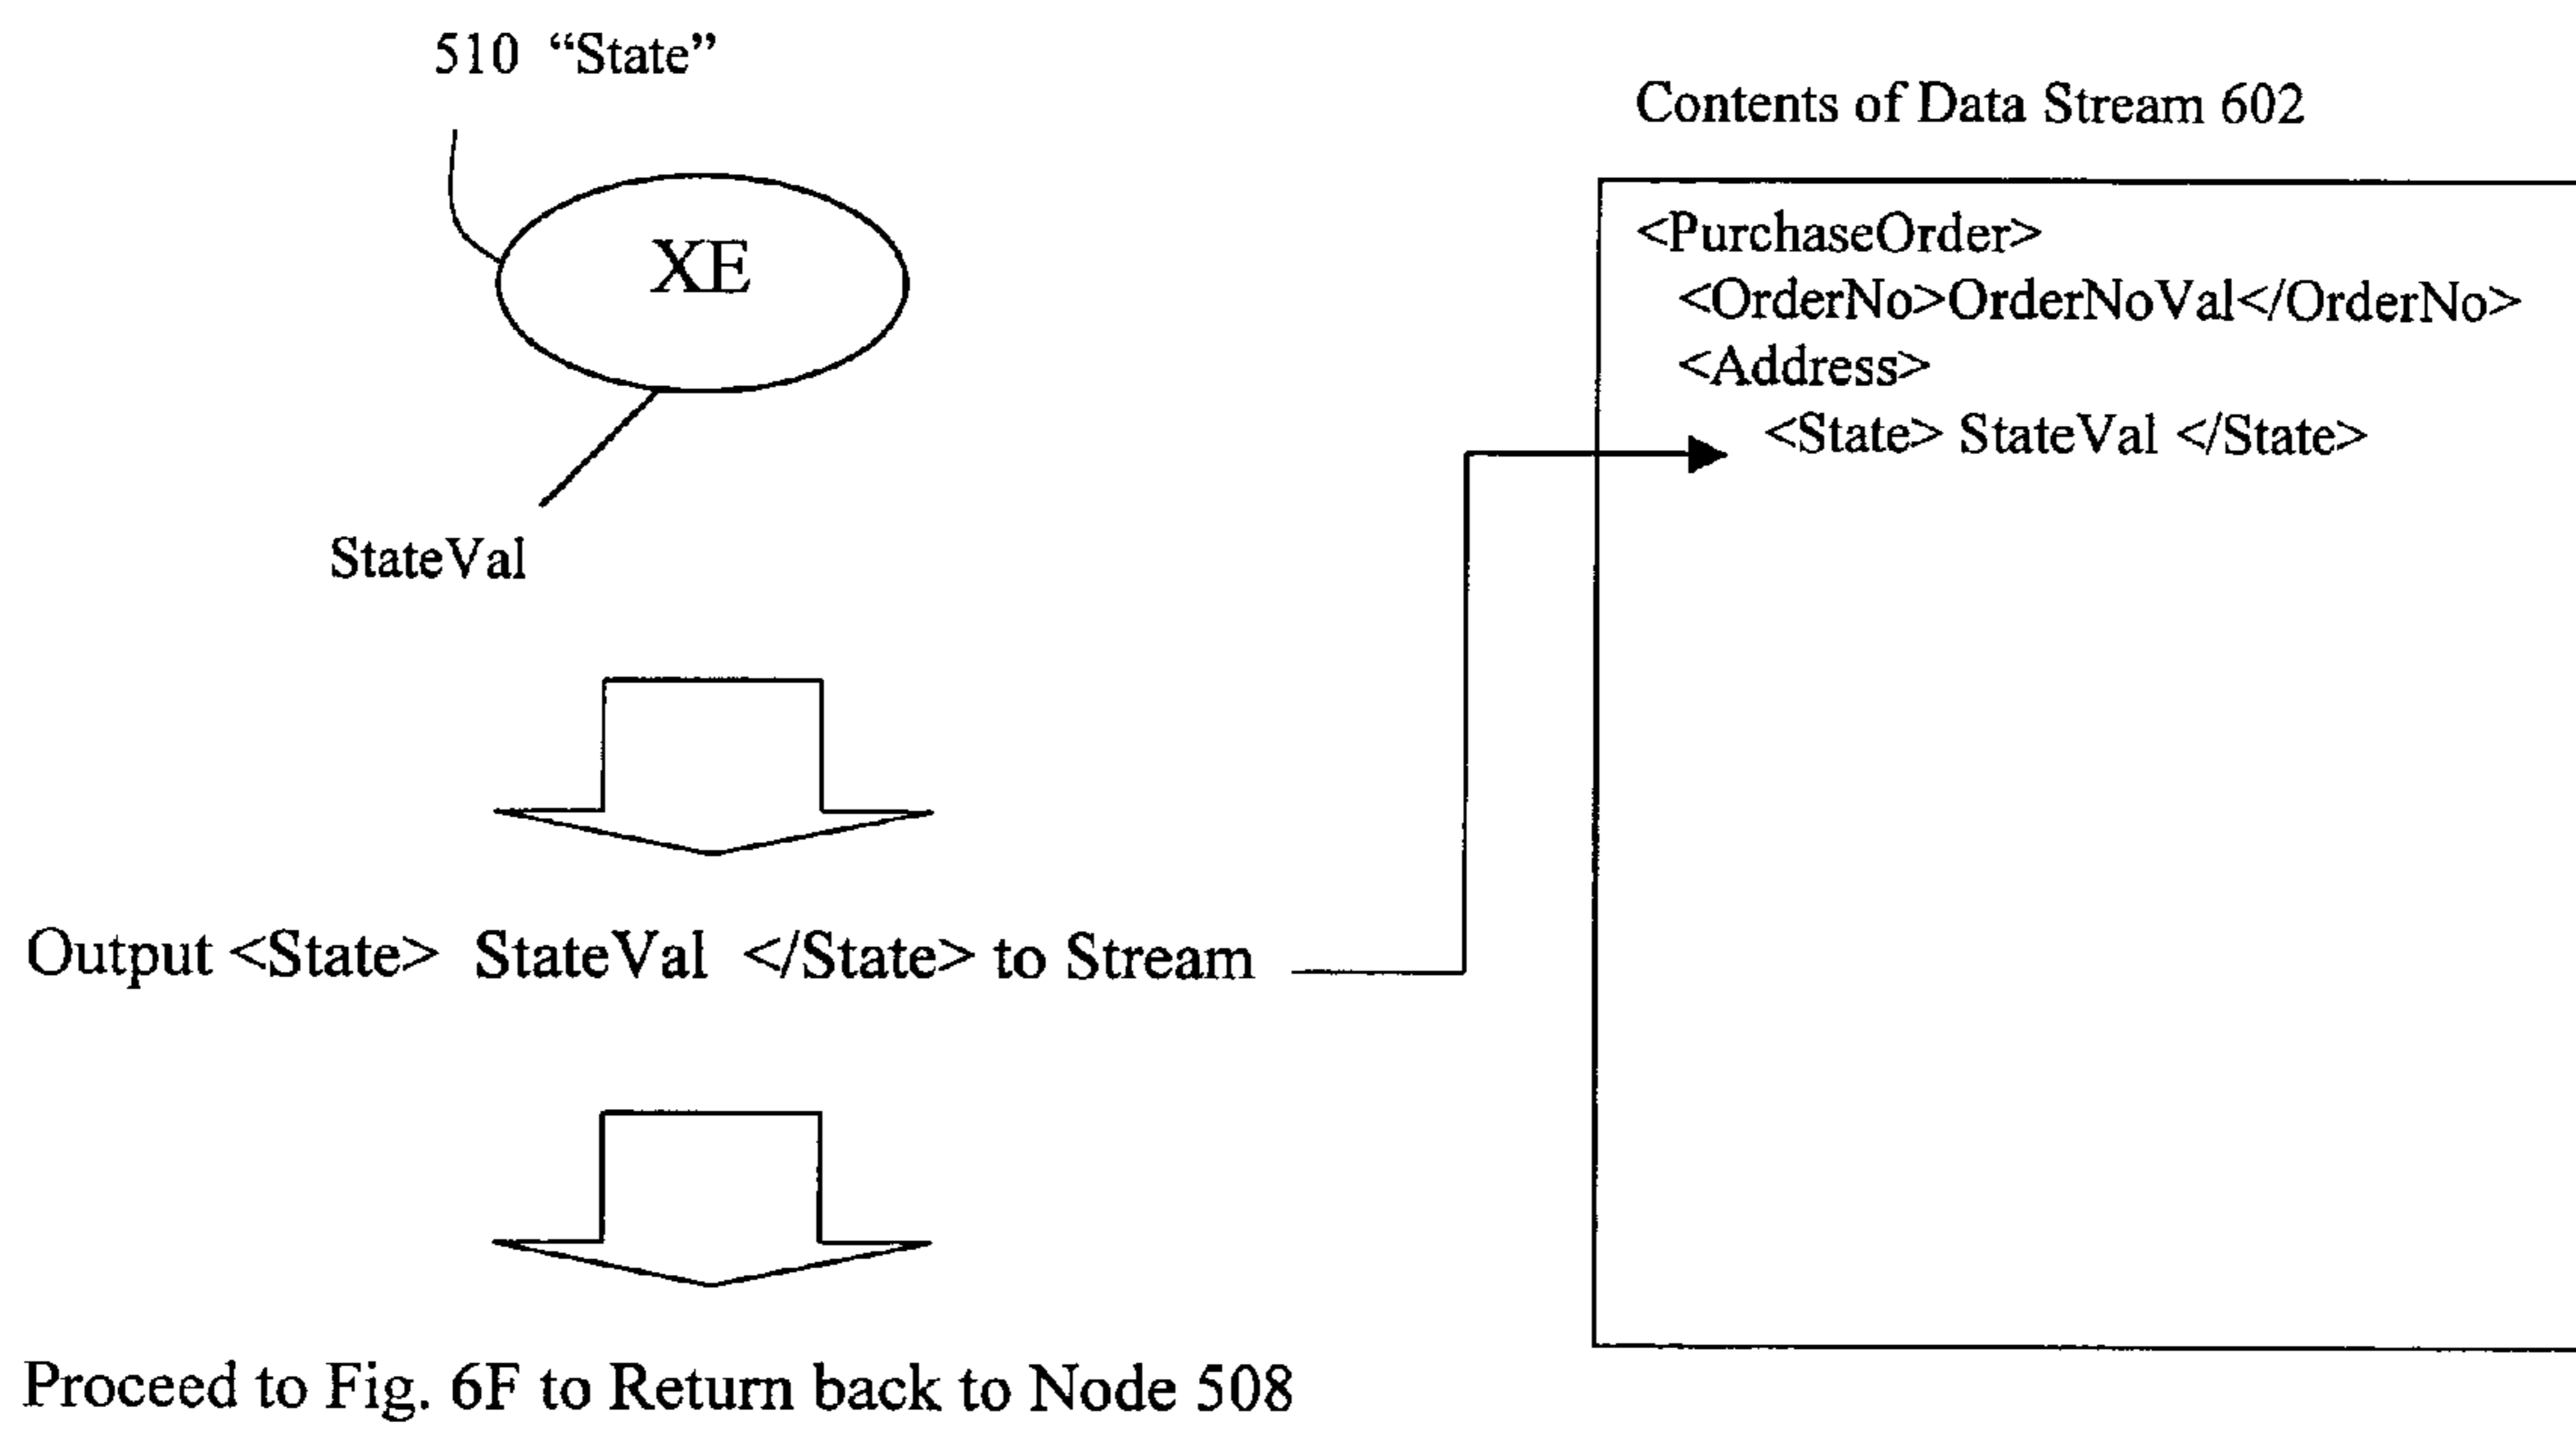 510 “State”
XE
StateVal
Output <State> StateVal </State> to Stream
Proceed to Fig. 6F to Return back to Node 508
Contents of Data Stream 602
<PurchaseOrder>
<OrderNo>OrderNoVal</OrderNo>
<Address>
<State> StateVal </State>